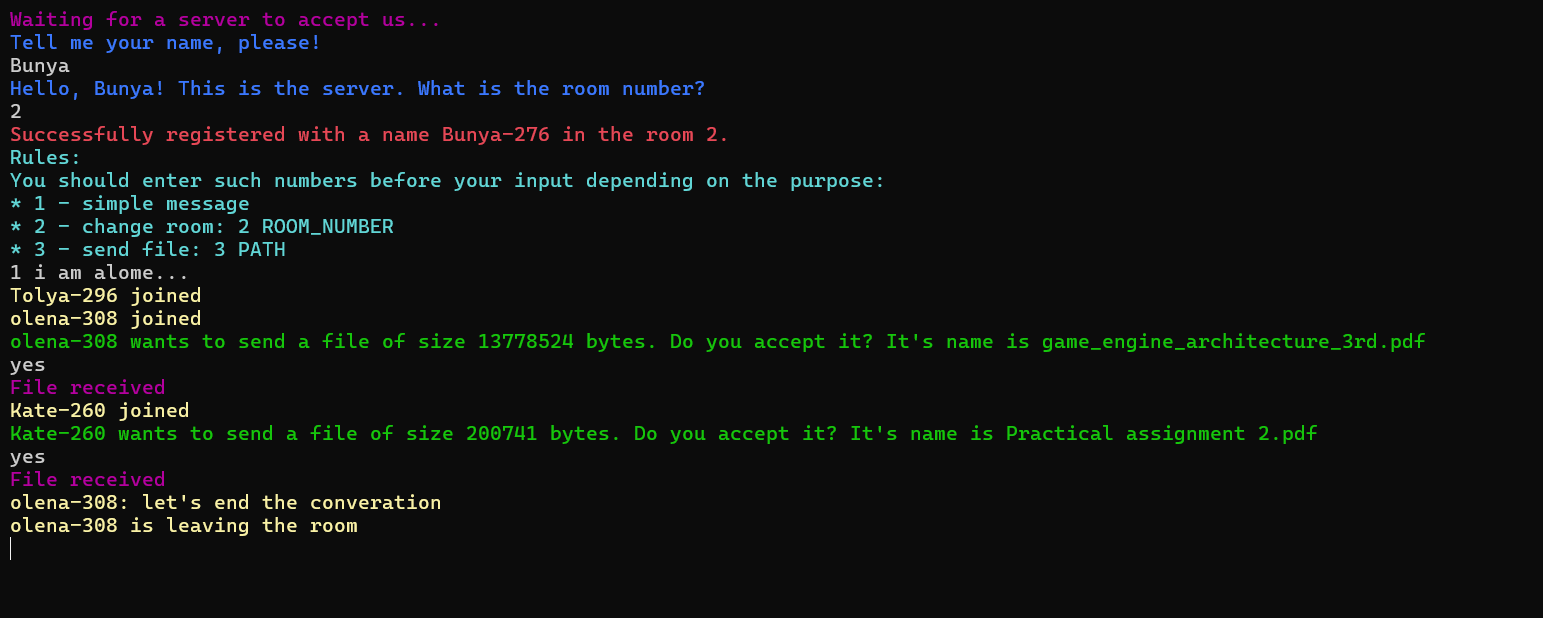 Waiting for a server to accept us...
Tell me your name, please!
Bunya
Hello, Bunya! This is the server. What is the room number?
2
Successfully registered with a name Bunya-276 in the room 2.
Rules:
You should enter such numbers before your input depending on the purpose:
* 1 - simple message
* 2 - change room: 2 ROOM_NUMBER
* 3 - send file: 3 PATH
1 i am alome...
Tolya-296 joined
olena-308 joined
olena-308 wants to send a file of size 13778524 bytes. Do you accept it? It's name is game_engine_architecture_3rd.pdf
yes
File received
Kate-260 joined
Kate-260 wants to send a file of size 200741 bytes. Do you accept it? It's name is Practical assignment 2.pdf
yes
File received
olena-308: let's end the converation
olena-308 is leaving the room